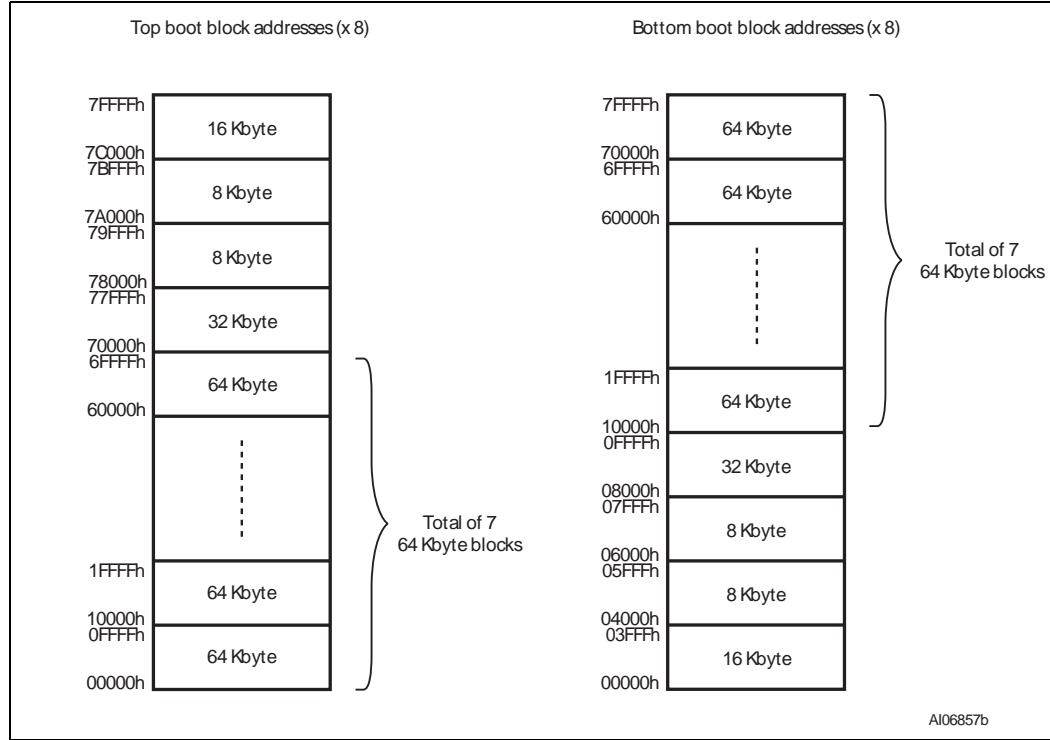 Top boot block addresses (x 8)
7FFFFh
16 Kbyte
7C000h
7BFFFh
8 Kbyte
7A000h
79FFFh
8 Kbyte
78000h
77FFFh
32 Kbyte
70000h
6FFFFh
64 Kbyte
60000h
Total of 7
64 Kbyte blocks
1FFFFh
64 Kbyte
10000h
0FFFFh
64 Kbyte
00000h
Bottom boot block addresses (x 8)
7FFFFh
64 Kbyte
70000h
6FFFFh
64 Kbyte
60000h
Total of 7
64 Kbyte blocks
1FFFFh
64 Kbyte
10000h
0FFFFh
32 Kbyte
08000h
07FFFh
8 Kbyte
06000h
05FFFh
8 Kbyte
04000h
03FFFh
16 Kbyte
00000h
AI06857b